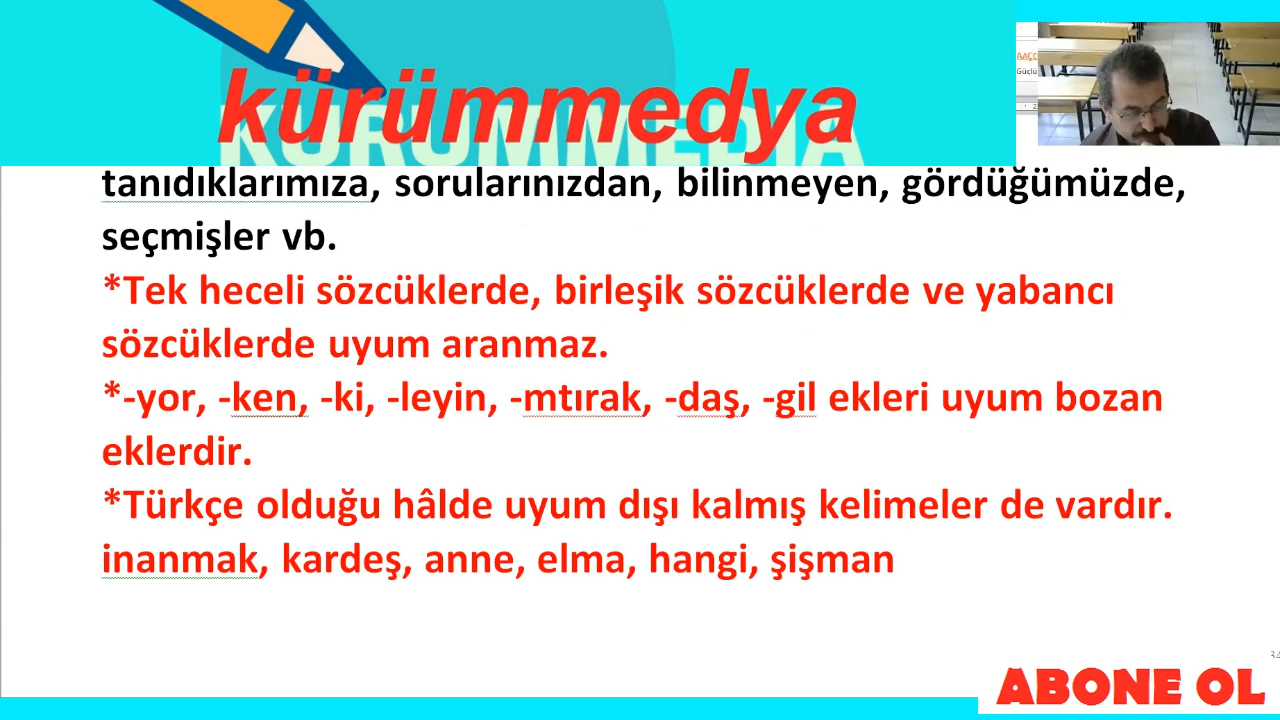 kürümmedya
KÜRÜMMEDIA
tanıdıklarımıza, sorularınızdan, bilinmeyen, gördüğümüzde,
seçmişler vb.
*Tek heceli sözcüklerde, birleşik sözcüklerde ve yabancı
sözcüklerde uyum aranmaz.
*-yor, -ken, -ki, -leyin, -mtırak, -daş, -gil ekleri uyum bozan
eklerdir.
*Türkçe olduğu hâlde uyum dışı kalmış kelimeler de vardır.
inanmak, kardeş, anne, elma, hangi, şişman
ABONE OL